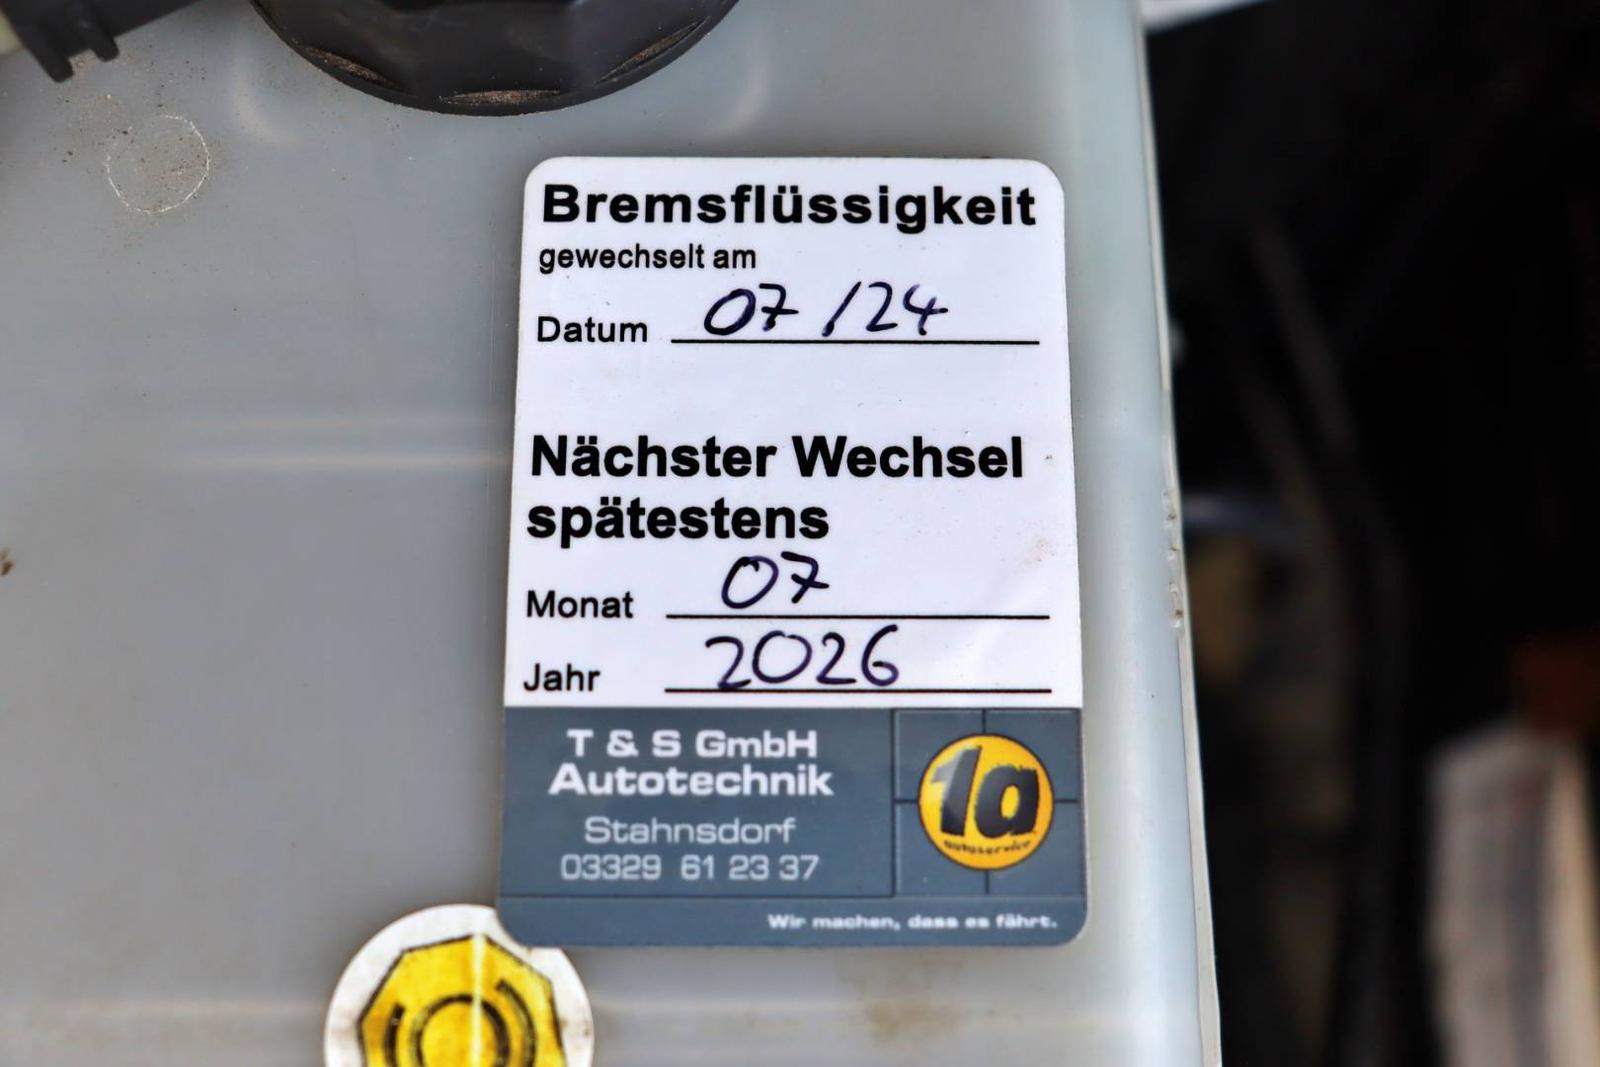 Bremsflüssigkeit
gewechselt am
Datum 07/24
Nächster Wechsel
spätestens
Monat 07
Jahr 2026
T & S GmbH
Autotechnik
Stahnsdorf
03329 61 23 37
1a
autoservice
Wir machen, dass es fährt.